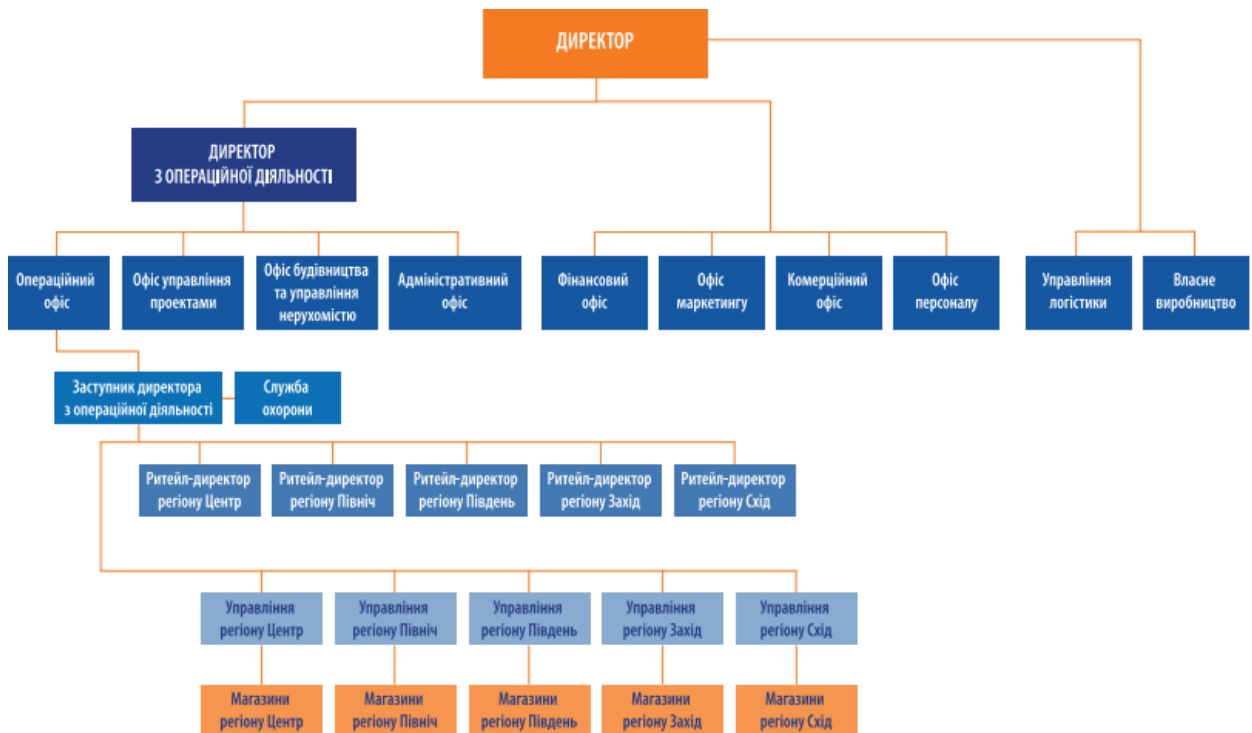 ДИРЕКТОР
ДИРЕКТОР
З ОПЕРАЦІЙНОЇ ДІЯЛЬНОСТІ
Операційний
офіс
Офіс управління
проектами
Офіс будівництва
та управління
нерухомістю
Адміністративний
офіс
Фінансовий
офіс
Офіс
маркетингу
Комерційний
офіс
Офіс
персоналу
Управління
логістики
Власне
виробництво
Заступник директора
з операційної діяльності
Служба
охорони
Ритейл-директор
регіону Центр
Ритейл-директор
регіону Північ
Ритейл-директор
регіону Південь
Ритейл-директор
регіону Захід
Ритейл-директор
регіону Схід
Управління
регіону Центр
Управління
регіону Північ
Управління
регіону Південь
Управління
регіону Захід
Управління
регіону Схід
Магазини
регіону Центр
Магазини
регіону Північ
Магазини
регіону Південь
Магазини
регіону Захід
Магазини
регіону Схід